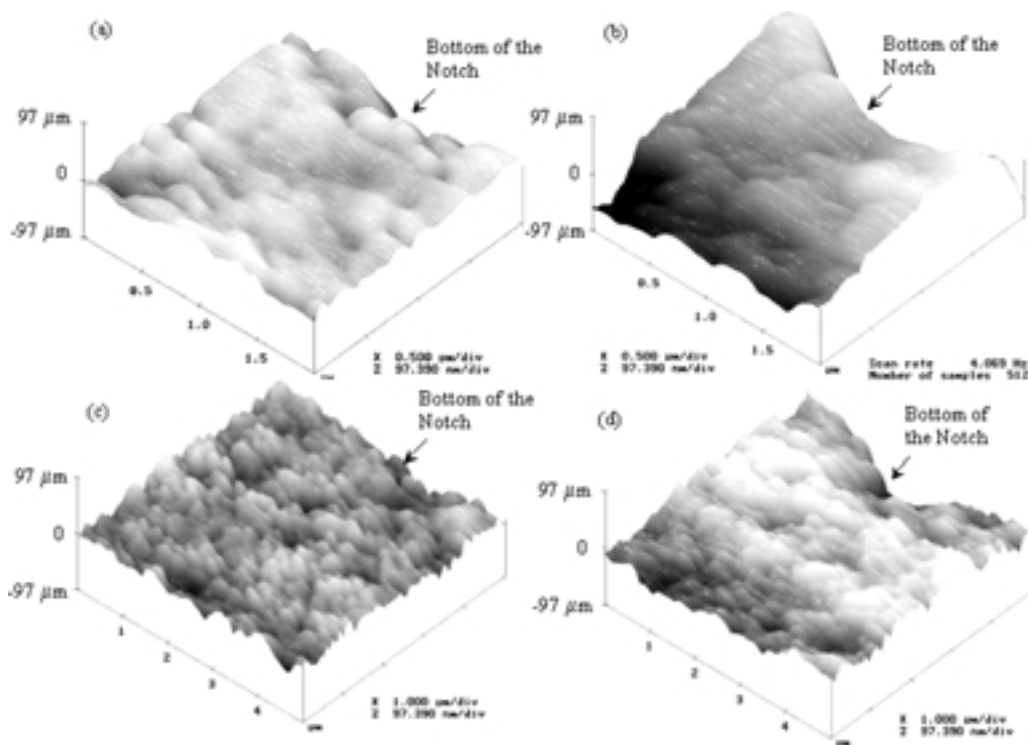 (a)
Bottom of the
Notch
97 µm
0
-97 µm
0.5
1.0
1.5
X 0.500 µm/div
Z 97.390 nm/div
(b)
Bottom of the
Notch
97 µm
0
-97 µm
0.5
1.0
1.5
µm
X 0.500 µm/div
Z 97.390 nm/div
Scan rate 4.069 Hz
Number of samples 512
(c)
Bottom of the
Notch
97 µm
0
-97 µm
1
2
3
4
µm
X 1.000 µm/div
Z 97.390 nm/div
(d)
Bottom of
the Notch
97 µm
0
-97 µm
1
2
3
4
µm
X 1.000 µm/div
Z 97.390 nm/div